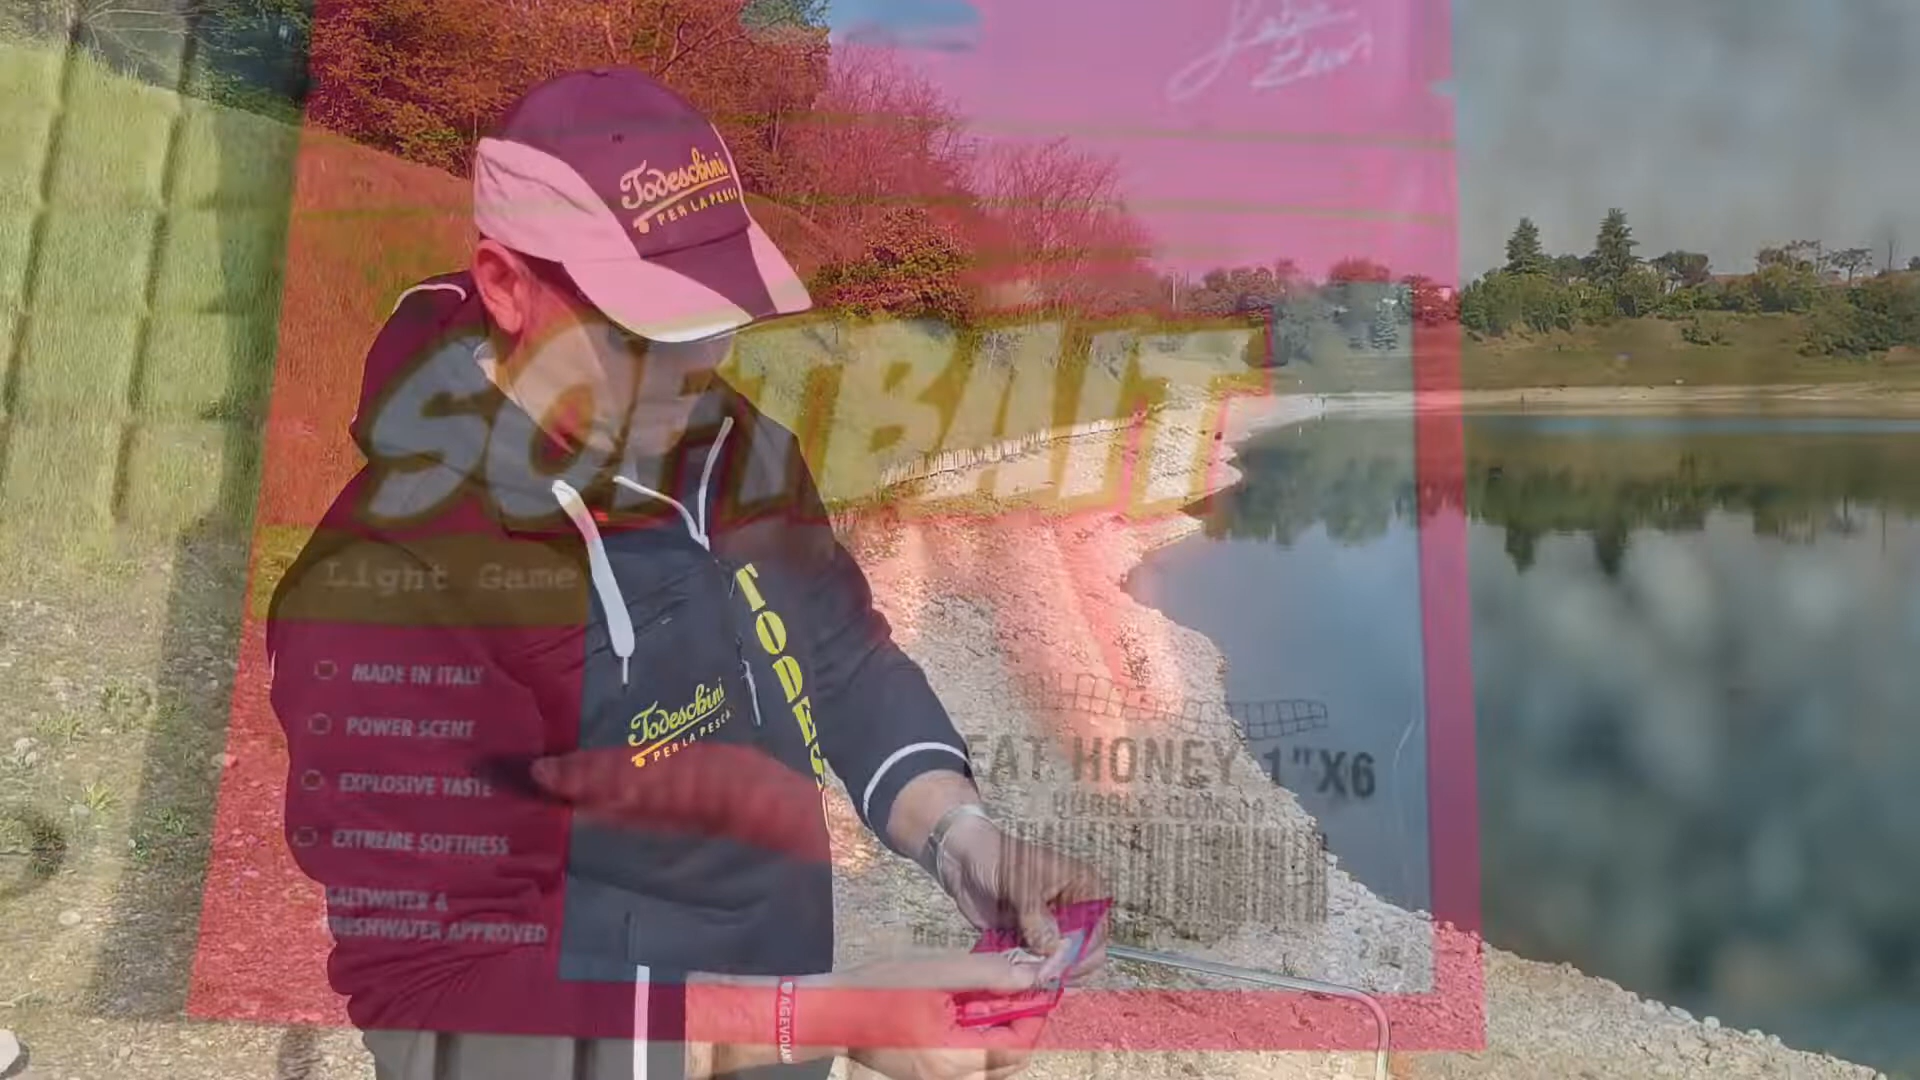 Todeschini
PER LA PESCA
SOFTBAIT
Light Game
TODES
MADE IN ITALY
Todeschini
PER LA PESCA
POWER SCENT
EAT HONEY 1"X6
EXPLOSIVE TASTE
EXTREME SOFTNESS
SALTWATER &
FRESHWATER APPROVED